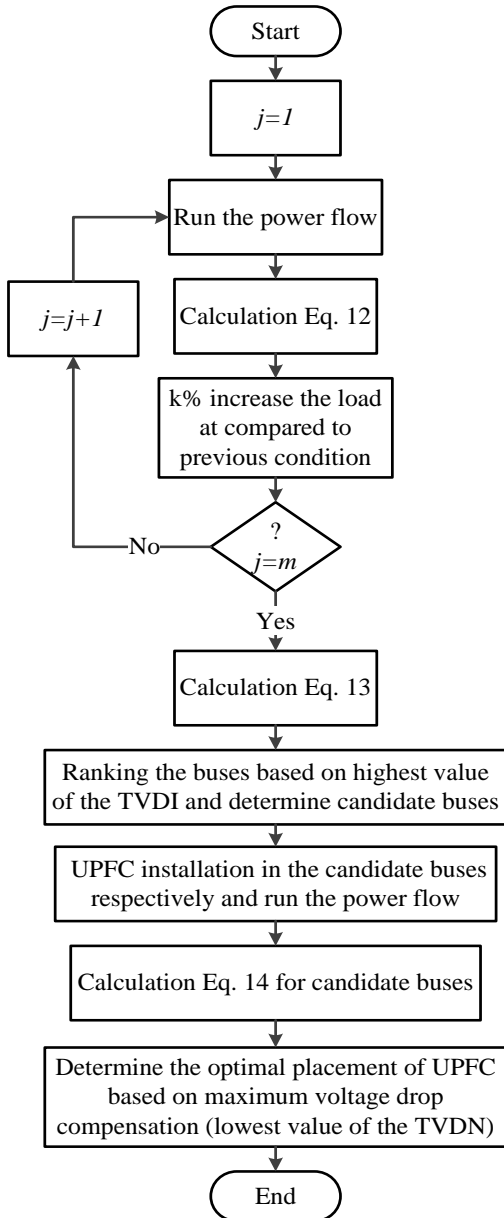 Start
j=1
Run the power flow
j=j+1
Calculation Eq. 12
k% increase the load
at compared to
previous condition
?
j=m
No
Yes
Calculation Eq. 13
Ranking the buses based on highest value
of the TVDI and determine candidate buses
UPFC installation in the candidate buses
respectively and run the power flow
Calculation Eq. 14 for candidate buses
Determine the optimal placement of UPFC
based on maximum voltage drop
compensation (lowest value of the TVDN)
End